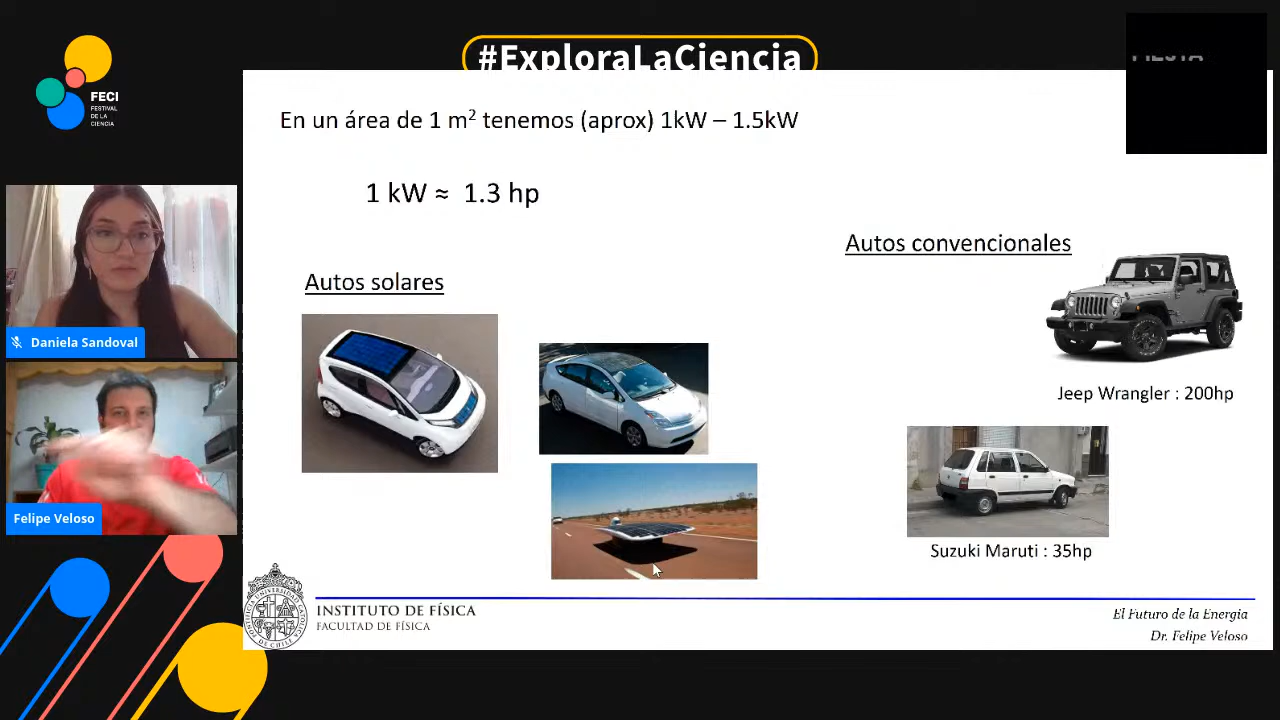 #ExploraLaCiencia
FIESTA
FECI
FESTIVAL
DE LA
CIENCIA
En un área de 1 m² tenemos (aprox) 1kW – 1.5kW
1 kW ≈ 1.3 hp
Autos convencionales
Autos solares
Jeep Wrangler : 200hp
Suzuki Maruti : 35hp
Daniela Sandoval
Felipe Veloso
INSTITUTO DE FÍSICA
FACULTAD DE FÍSICA
El Futuro de la Energia
Dr. Felipe Veloso